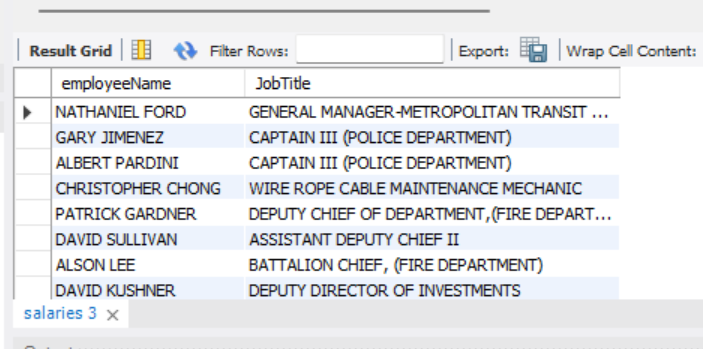 Result Grid Filter Rows: Export: Wrap Cell Content:
employeeName JobTitle
NATHANIEL FORD GENERAL MANAGER-METROPOLITAN TRANSIT ...
GARY JIMENEZ CAPTAIN III (POLICE DEPARTMENT)
ALBERT PARDINI CAPTAIN III (POLICE DEPARTMENT)
CHRISTOPHER CHONG WIRE ROPE CABLE MAINTENANCE MECHANIC
PATRICK GARDNER DEPUTY CHIEF OF DEPARTMENT,(FIRE DEPART...
DAVID SULLIVAN ASSISTANT DEPUTY CHIEF II
ALSON LEE BATTALION CHIEF, (FIRE DEPARTMENT)
DAVID KUSHNER DEPUTY DIRECTOR OF INVESTMENTS
salaries 3